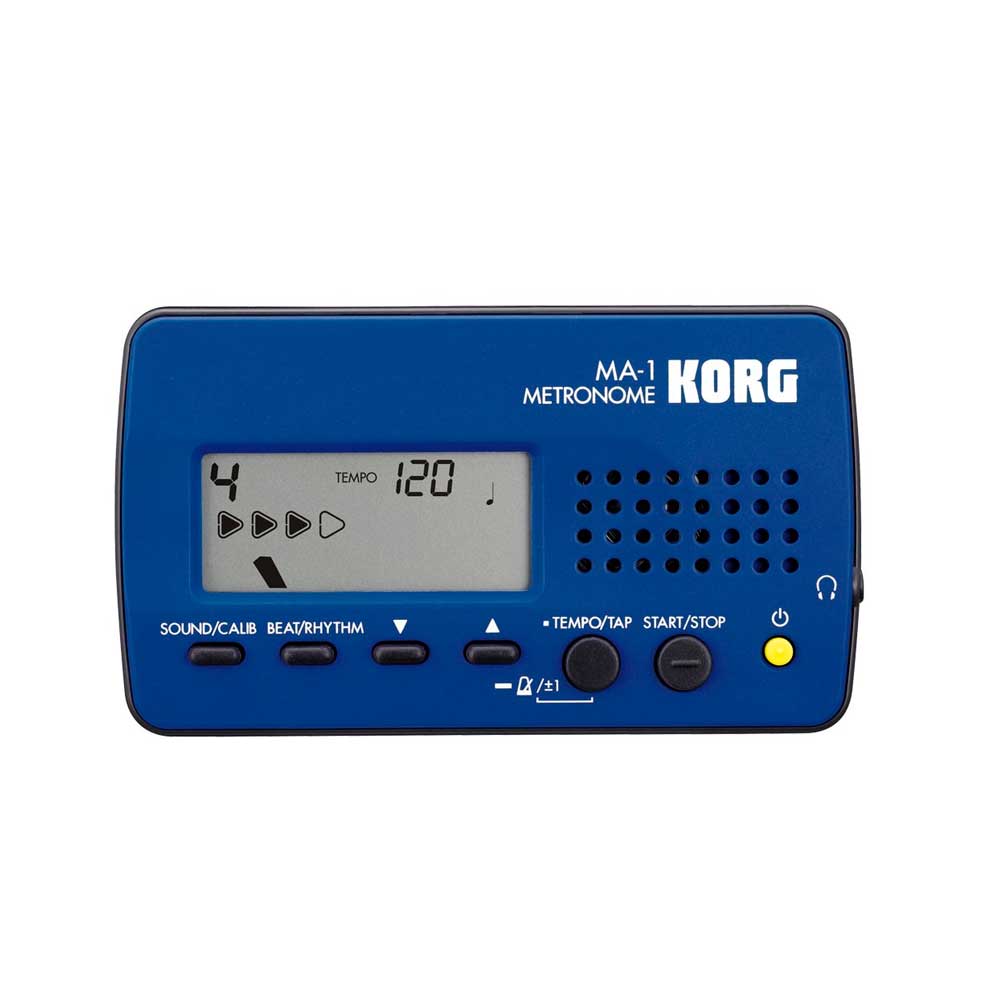 MA-1
METRONOME KORG
4 TEMPO 120
SOUND/CALIB BEAT/RHYTHM ▼ ▲ TEMPO/TAP START/STOP
/±1